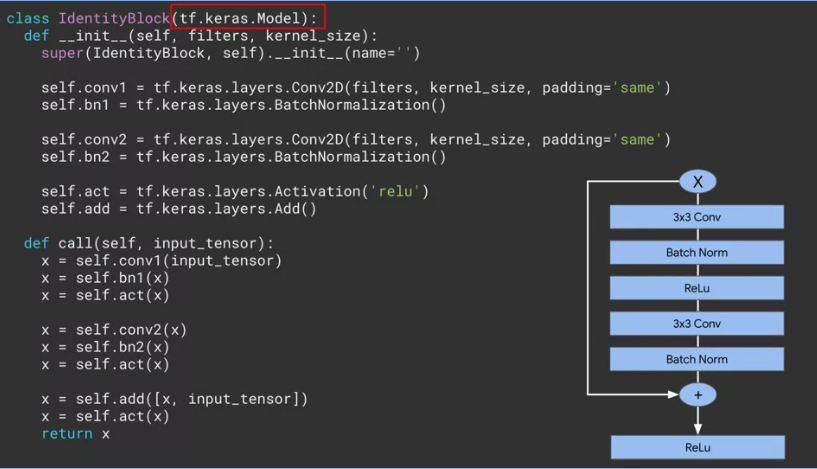 class IdentityBlock(tf.keras.Model):
  def __init__(self, filters, kernel_size):
    super(IdentityBlock, self).__init__(name='')

    self.conv1 = tf.keras.layers.Conv2D(filters, kernel_size, padding='same')
    self.bn1 = tf.keras.layers.BatchNormalization()

    self.conv2 = tf.keras.layers.Conv2D(filters, kernel_size, padding='same')
    self.bn2 = tf.keras.layers.BatchNormalization()

    self.act = tf.keras.layers.Activation('relu')
    self.add = tf.keras.layers.Add()

  def call(self, input_tensor):
    x = self.conv1(input_tensor)
    x = self.bn1(x)
    x = self.act(x)

    x = self.conv2(x)
    x = self.bn2(x)
    x = self.act(x)

    x = self.add([x, input_tensor])
    x = self.act(x)
    return x
X
3x3 Conv
Batch Norm
ReLu
3x3 Conv
Batch Norm
+
ReLu